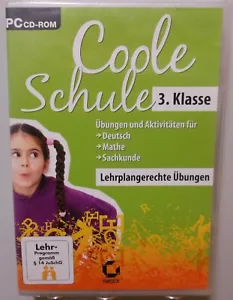 PC CD-ROM
Coole
Schule
3. Klasse
Übungen und Aktivitäten für
→ Deutsch
→ Mathe
→ Sachkunde
Lehrplangerechte Übungen
Lehr-
Programm
gemäß
§ 14 JuSchG